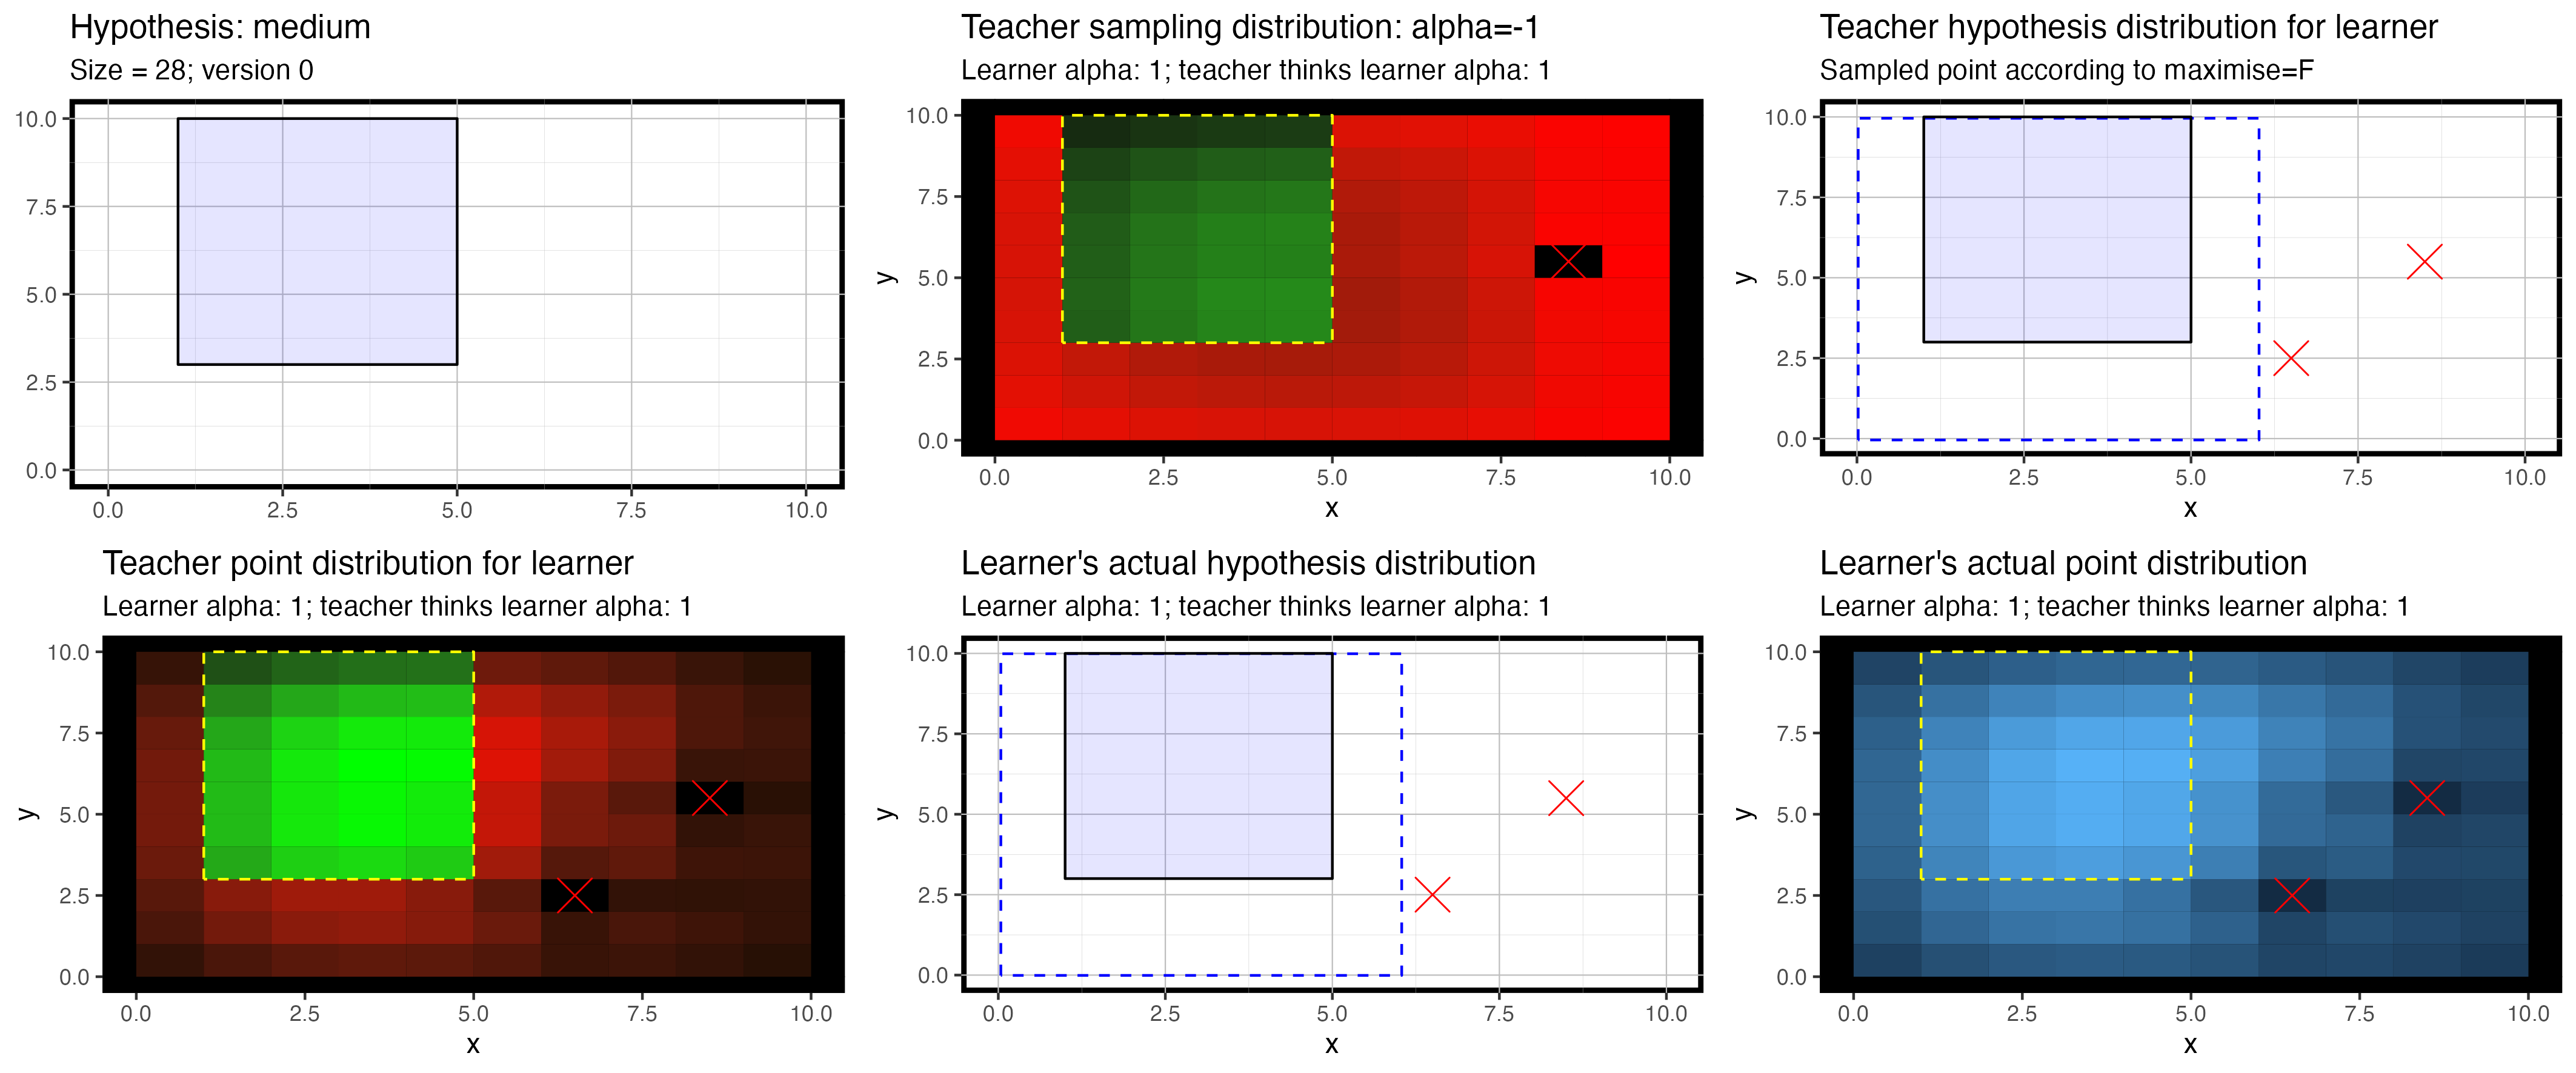 Hypothesis: medium
Size = 28; version 0
10.0
7.5
5.0
2.5
0.0
0.0 2.5 5.0 7.5 10.0
Teacher sampling distribution: alpha=-1
Learner alpha: 1; teacher thinks learner alpha: 1
10.0
7.5
y
5.0
2.5
0.0
0.0 2.5 5.0 7.5 10.0
x
Teacher hypothesis distribution for learner
Sampled point according to maximise=F
10.0
7.5
y
5.0
2.5
0.0
0.0 2.5 5.0 7.5 10.0
x
Teacher point distribution for learner
Learner alpha: 1; teacher thinks learner alpha: 1
10.0
7.5
y
5.0
2.5
0.0
0.0 2.5 5.0 7.5 10.0
x
Learner's actual hypothesis distribution
Learner alpha: 1; teacher thinks learner alpha: 1
10.0
7.5
y
5.0
2.5
0.0
0.0 2.5 5.0 7.5 10.0
x
Learner's actual point distribution
Learner alpha: 1; teacher thinks learner alpha: 1
10.0
7.5
y
5.0
2.5
0.0
0.0 2.5 5.0 7.5 10.0
x